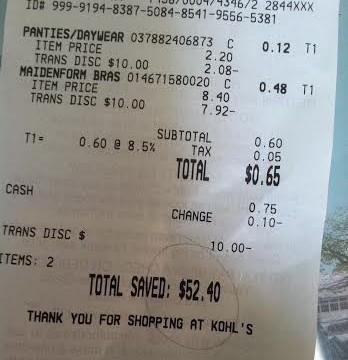 2844XXX
ID# 999-9194-8387-5084-8541-9556-5381
PANTIES/DAYWEAR 037882406873 C 0.12 T1
ITEM PRICE 2.20
TRANS DISC $10.00 2.08-
MAIDENFORM BRAS 014671580020 C 0.48 T1
ITEM PRICE 8.40
TRANS DISC $10.00 7.92-
SUBTOTAL 0.60
T1= 0.60 @ 8.5% TAX 0.05
TOTAL $0.65
CASH 0.75
CHANGE 0.10-
TRANS DISC $ 10.00-
ITEMS: 2
TOTAL SAVED: $52.40
THANK YOU FOR SHOPPING AT KOHL'S